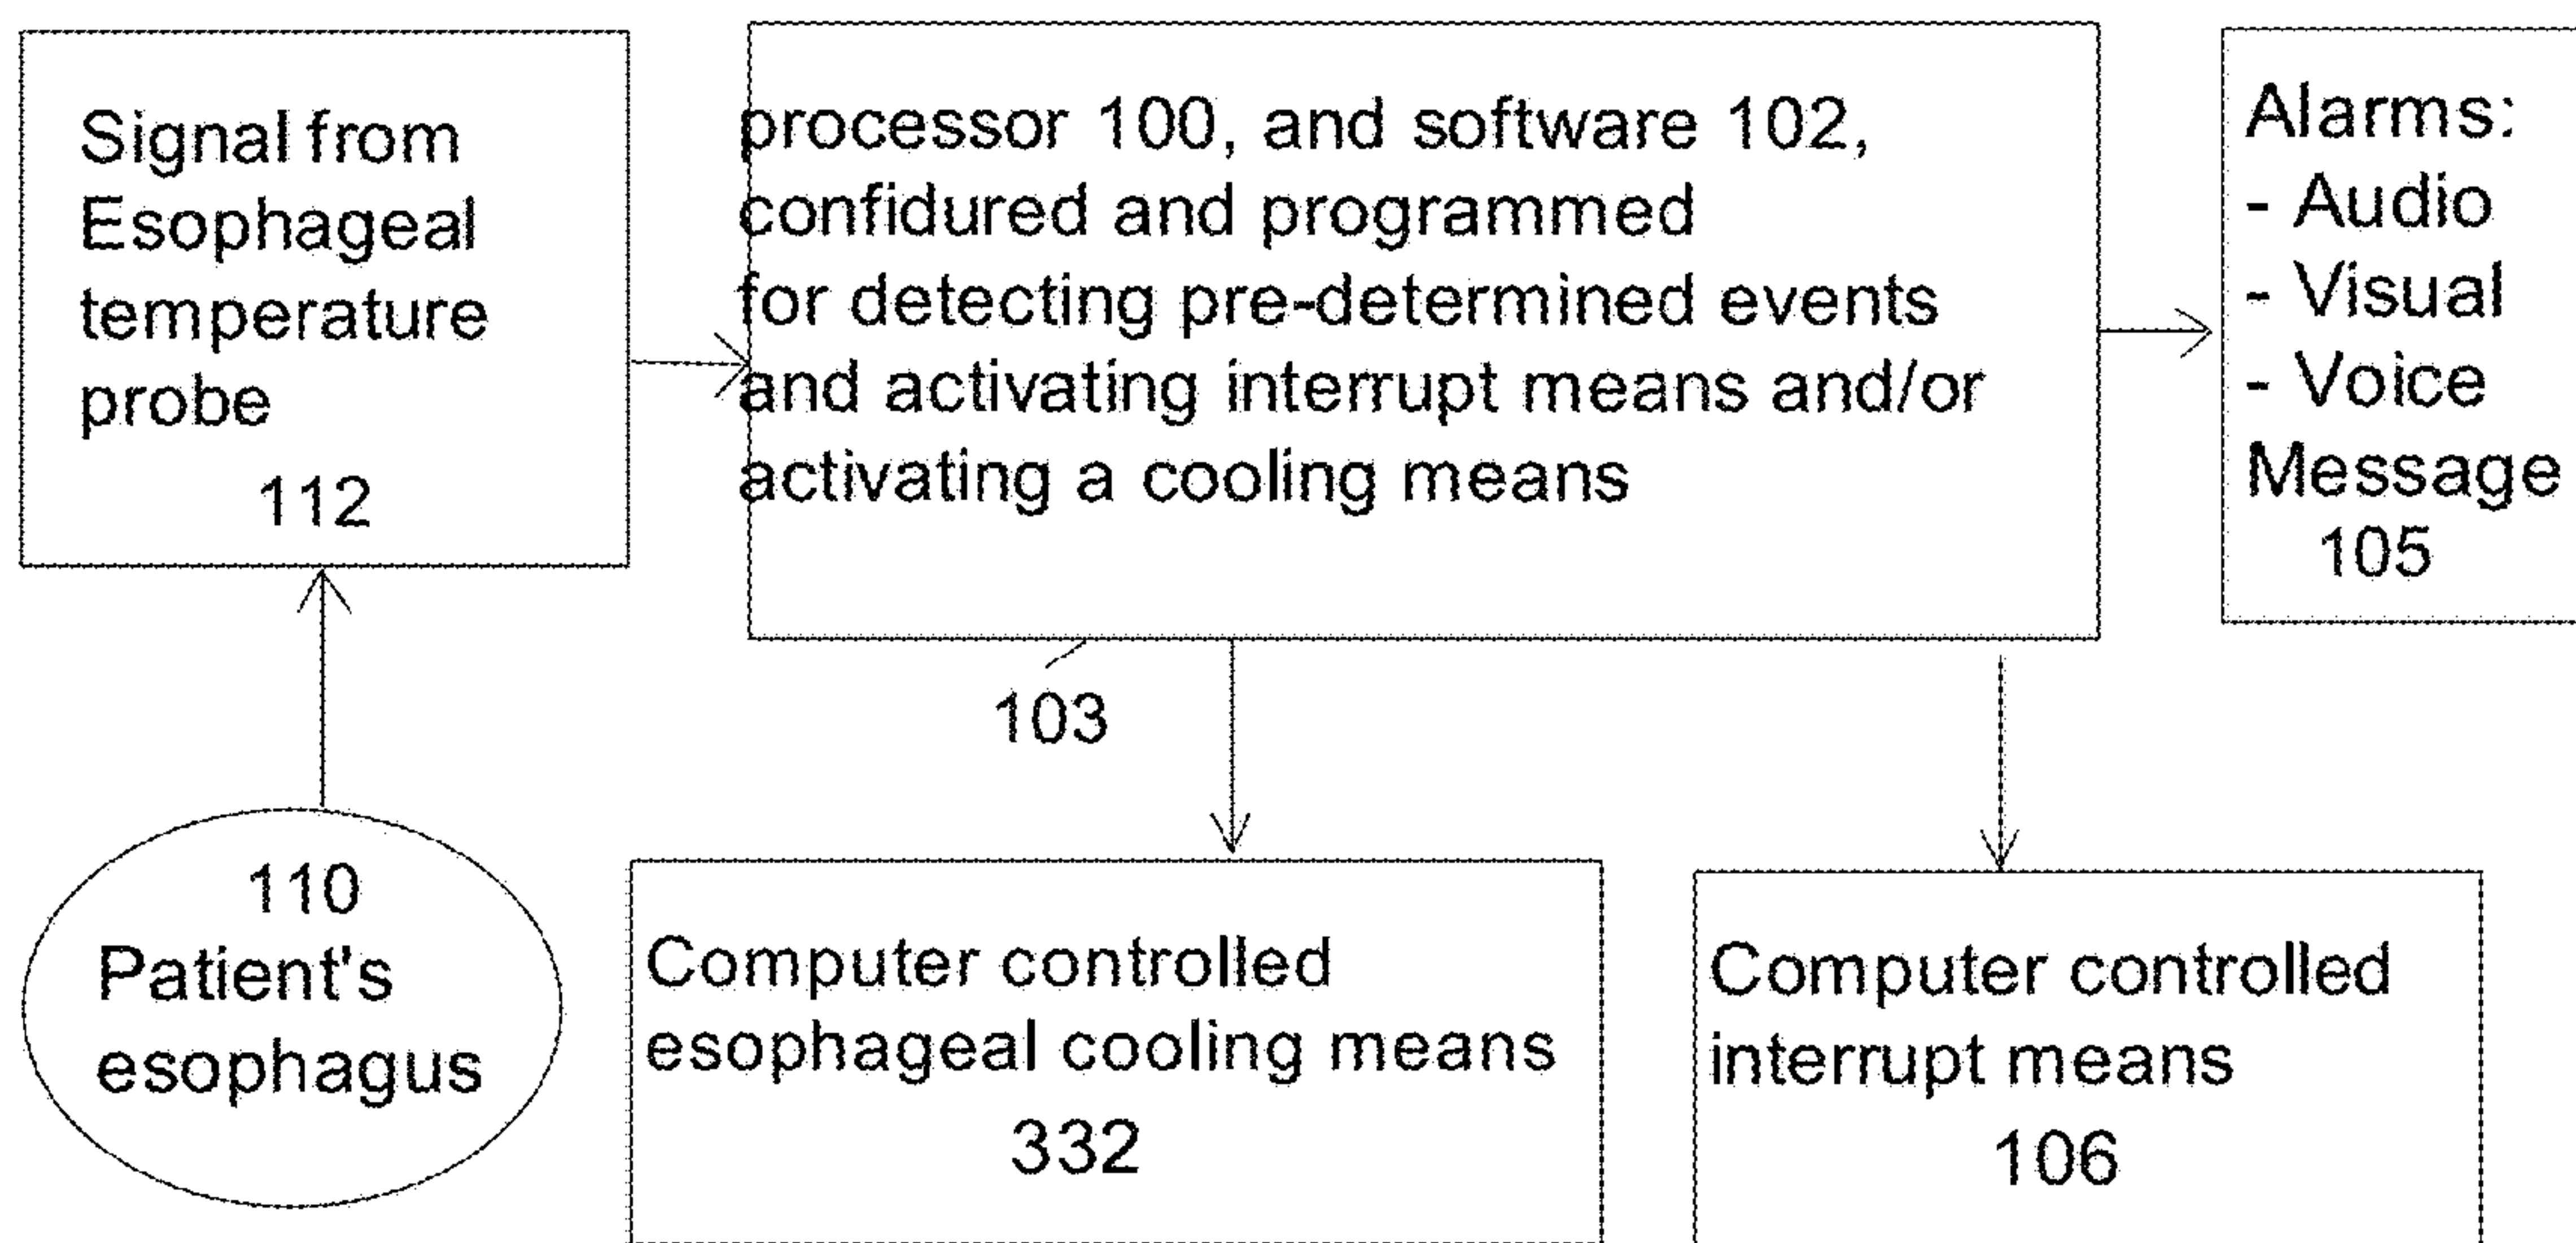 Signal from
Esophageal
temperature
probe
112
processor 100, and software 102,
confidured and programmed
for detecting pre-determined events
and activating interrupt means and/or
activating a cooling means
Alarms:
- Audio
- Visual
- Voice
Message
105
103
110
Patient's
esophagus
Computer controlled
esophageal cooling means
332
Computer controlled
interrupt means
106